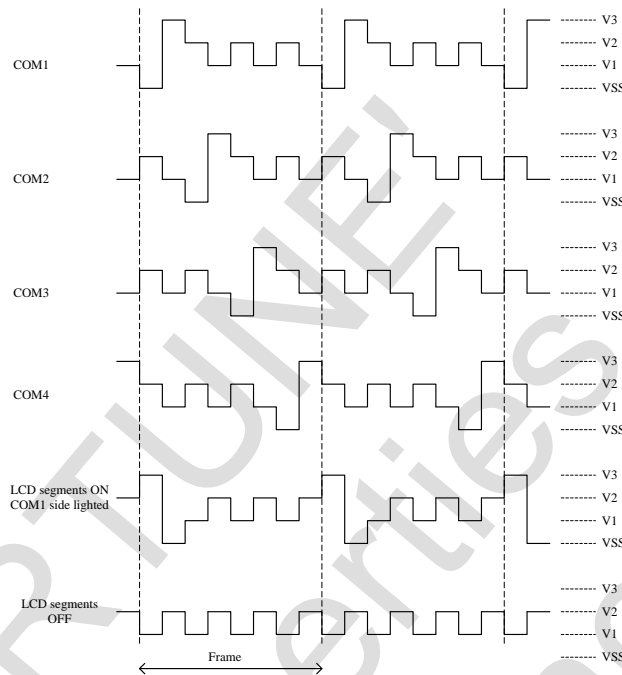 COM1
V3
V2
V1
VSS
COM2
V3
V2
V1
VSS
COM3
V3
V2
V1
VSS
COM4
V3
V2
V1
VSS
LCD segments ON
COM1 side lighted
V3
V2
V1
VSS
LCD segments
OFF
V3
V2
V1
VSS
Frame
RTUNE'
erties